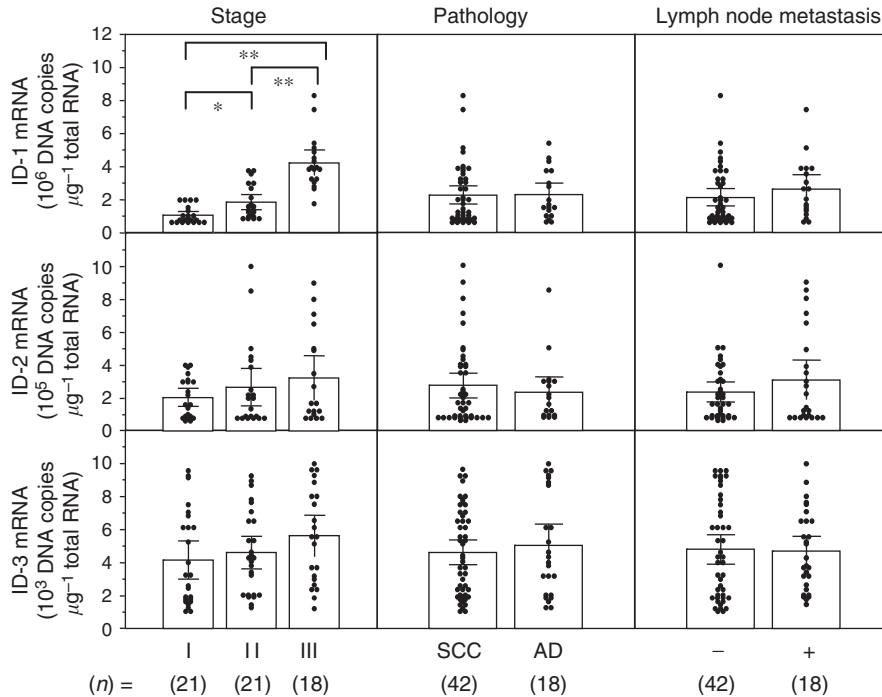 Stage Pathology Lymph node metastasis
ID-1 mRNA
(10⁶ DNA copies
µg⁻¹ total RNA)
12
10
8
6
4
2
0
**
*
**
ID-2 mRNA
(10⁵ DNA copies
µg⁻¹ total RNA)
10
8
6
4
2
0
ID-3 mRNA
(10³ DNA copies
µg⁻¹ total RNA)
10
8
6
4
2
0
I II III SCC AD − +
(n) = (21) (21) (18) (42) (18) (42) (18)